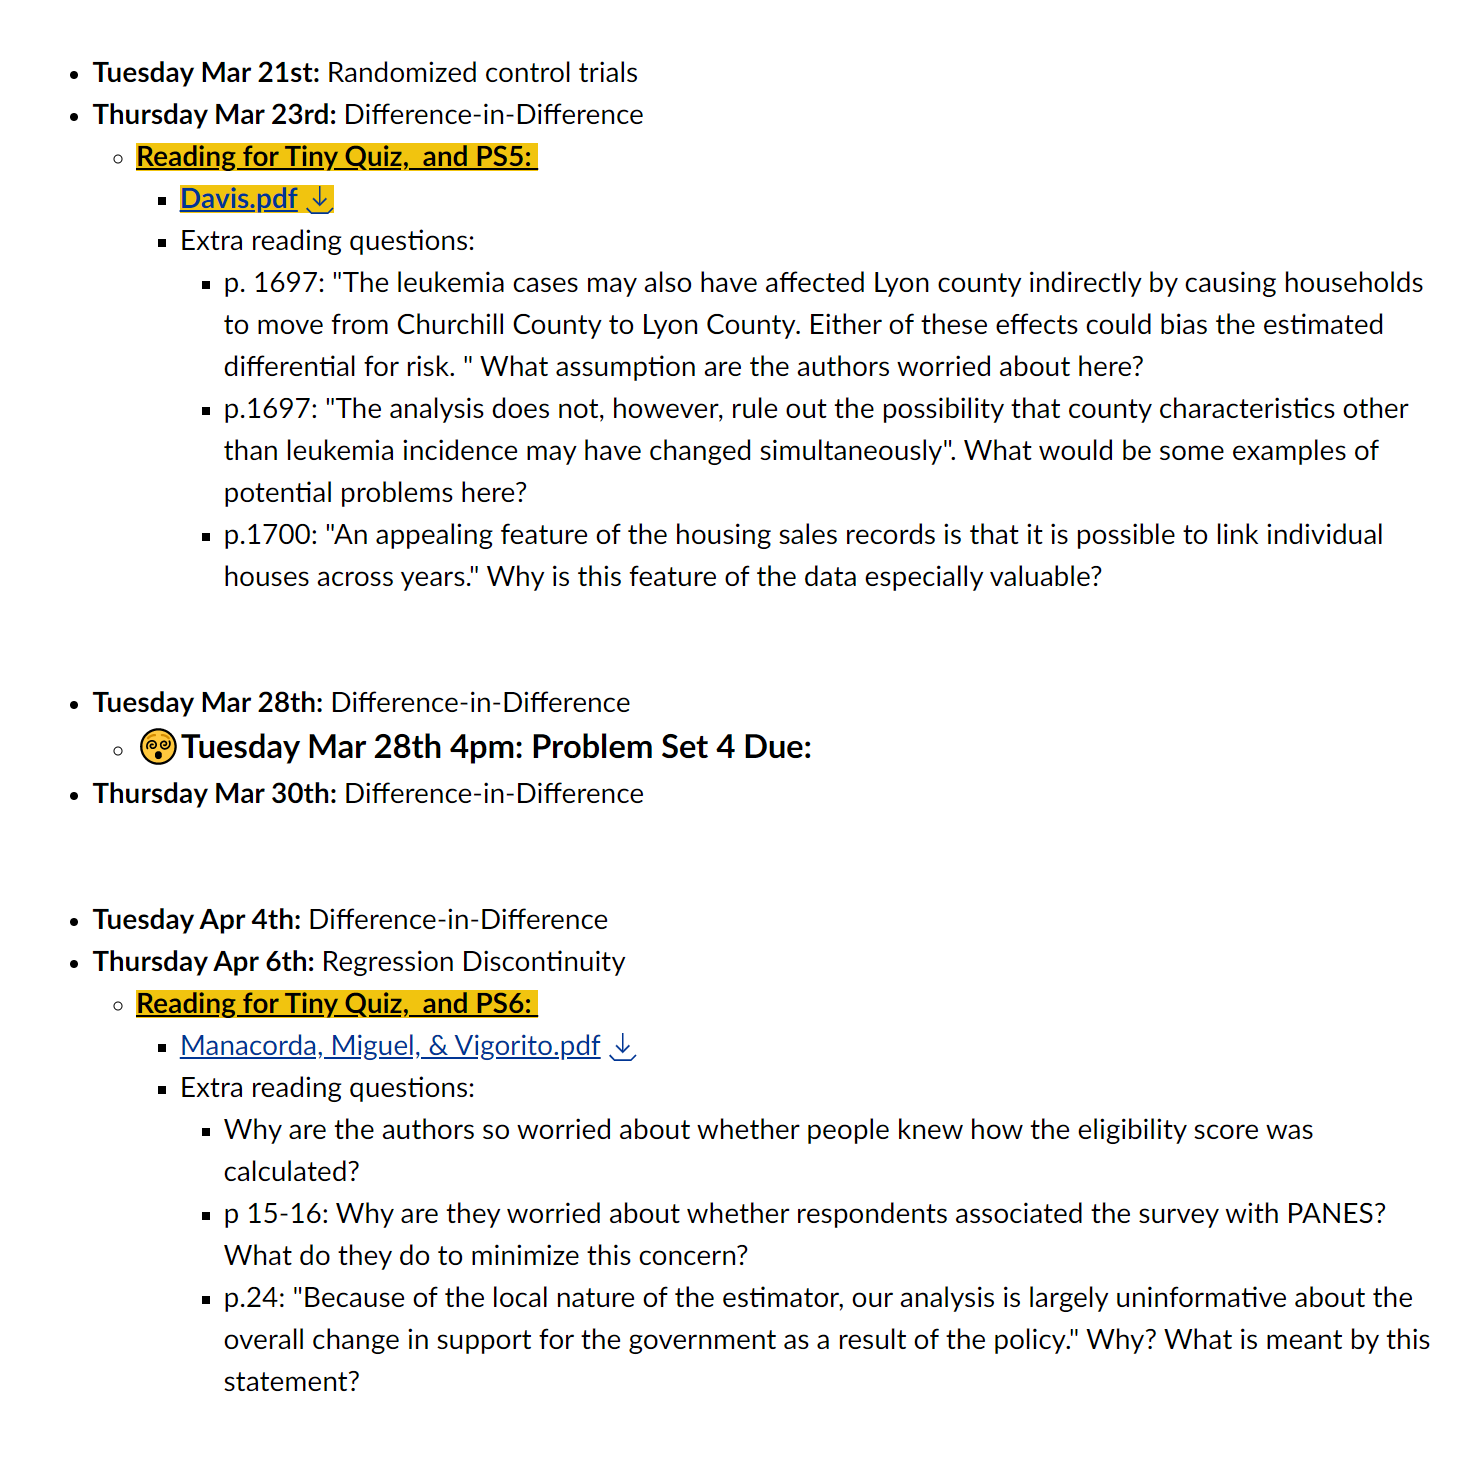 Tuesday Mar 21st: Randomized control trials
Thursday Mar 23rd: Difference-in-Difference
Reading for Tiny Quiz,  and PS5:
Davis.pdf
Extra reading questions:
p. 1697: "The leukemia cases may also have affected Lyon county indirectly by causing households
to move from Churchill County to Lyon County. Either of these effects could bias the estimated
differential for risk. " What assumption are the authors worried about here?
p.1697: "The analysis does not, however, rule out the possibility that county characteristics other
than leukemia incidence may have changed simultaneously". What would be some examples of
potential problems here?
p.1700: "An appealing feature of the housing sales records is that it is possible to link individual
houses across years." Why is this feature of the data especially valuable?
Tuesday Mar 28th: Difference-in-Difference
Tuesday Mar 28th 4pm: Problem Set 4 Due:
Thursday Mar 30th: Difference-in-Difference
Tuesday Apr 4th: Difference-in-Difference
Thursday Apr 6th: Regression Discontinuity
Reading for Tiny Quiz,  and PS6:
Manacorda, Miguel, & Vigorito.pdf
Extra reading questions:
Why are the authors so worried about whether people knew how the eligibility score was
calculated?
p 15-16: Why are they worried about whether respondents associated the survey with PANES?
What do they do to minimize this concern?
p.24: "Because of the local nature of the estimator, our analysis is largely uninformative about the
overall change in support for the government as a result of the policy." Why? What is meant by this
statement?